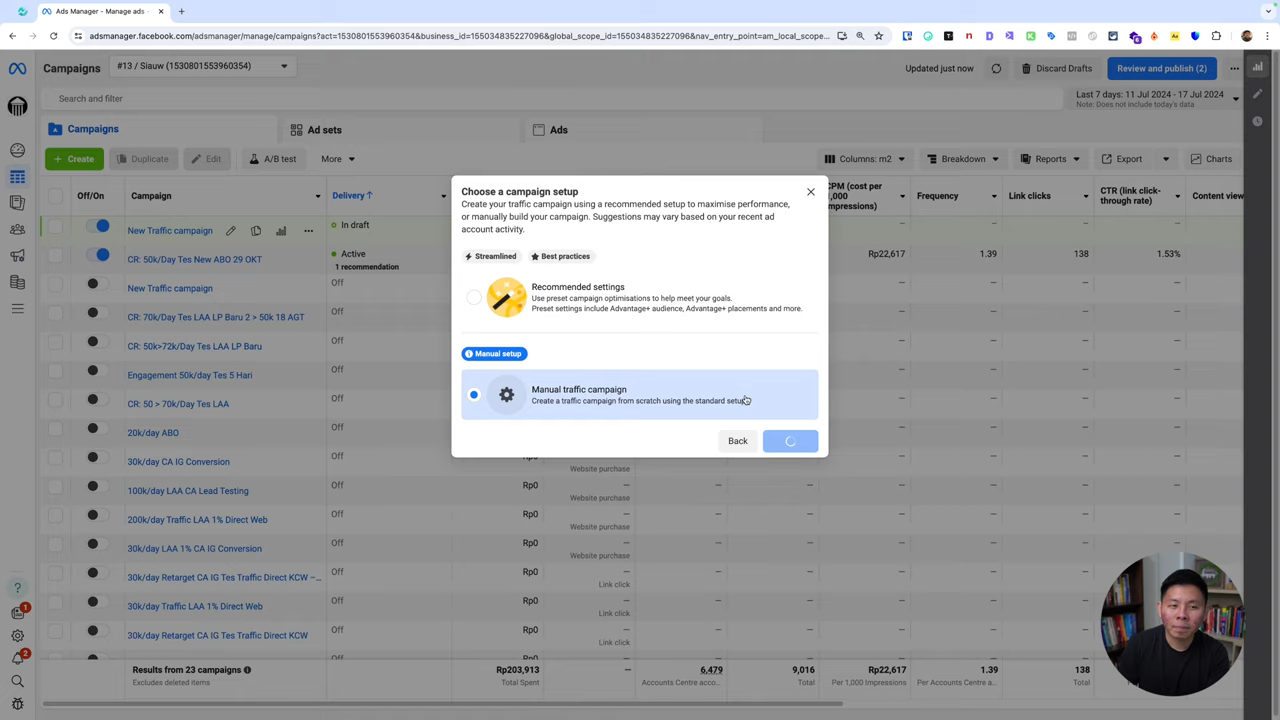 Ads Manager - Manage ads -
adsmanager.facebook.com/adsmanager/manage/campaigns?act=1530801553960354&business_id=155034835227096&global_scope_id=155034835227096&nav_entry_point=am_local_scope...
Campaigns
#13 / Siauw (1530801553960354)
Updated just now
Discard Drafts
Review and publish (2)
Search and filter
Last 7 days: 11 Jul 2024 - 17 Jul 2024
Note: Does not include today's data
Campaigns
Ad sets
Ads
+ Create
Duplicate
Edit
A/B test
More
Columns: m2
Breakdown
Reports
Export
Charts
Off/On
Campaign
Delivery ↑
CPM (cost per
1,000
impressions)
Frequency
Link clicks
CTR (link click-
through rate)
Content view
New Traffic campaign
In draft
— — — —
CR: 50k/Day Tes New ABO 29 OKT
Active
1 recommendation
Rp22,617
1.39
138
1.53%
New Traffic campaign
Off
CR: 70k/Day Tes LAA LP Baru 2 > 50k 18 AGT
Off
CR: 50k>72k/Day Tes LAA LP Baru
Off
Engagement 50k/day Tes 5 Hari
Off
CR: 50 > 70k/Day Tes LAA
Off
20k/day ABO
Off
30k/day CA IG Conversion
Off
Rp0
Website purchase
100k/day LAA CA Lead Testing
Off
Rp0
Website purchase
200k/day Traffic LAA 1% Direct Web
Off
Rp0
Website purchase
30k/day LAA 1% CA IG Conversion
Off
Rp0
Website purchase
30k/day Retarget CA IG Tes Traffic Direct KCW –...
Off
Rp0
Link click
30k/day Traffic LAA 1% Direct Web
Off
Rp0
Link click
30k/day Retarget CA IG Tes Traffic Direct KCW
Off
Rp0
Link click
Results from 23 campaigns
Excludes deleted items
Rp203,913
Total Spent
—
6,479
Accounts Centre acco...
9,016
Total
Rp22,617
Per 1,000 Impressions
1.39
Per Accounts Centre a...
138
Total
1.53%
Choose a campaign setup
Create your traffic campaign using a recommended setup to maximise performance,
or manually build your campaign. Suggestions may vary based on your recent ad
account activity.
Streamlined
Best practices
Recommended settings
Use preset campaign optimisations to help meet your goals.
Preset settings include Advantage+ audience, Advantage+ placements and more.
Manual setup
Manual traffic campaign
Create a traffic campaign from scratch using the standard setup.
Back
1
2